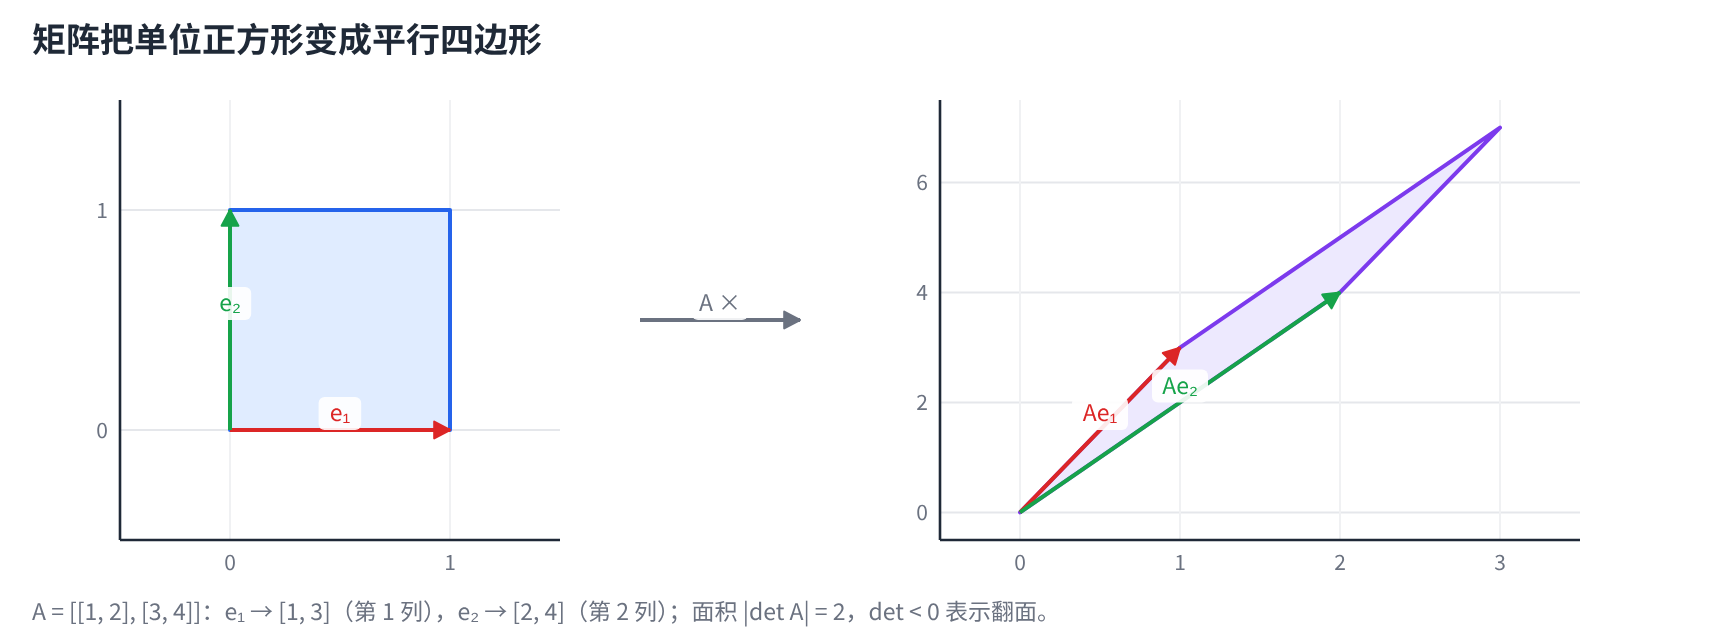 矩阵把单位正方形变成平行四边形
1
0
e₂
e₁
0 1
A ×
6
4
2
0
Ae₂
Ae₁
0 1 2 3
A = [[1, 2], [3, 4]]：e₁ → [1, 3]（第 1 列），e₂ → [2, 4]（第 2 列）；面积 |det A| = 2，det < 0 表示翻面。